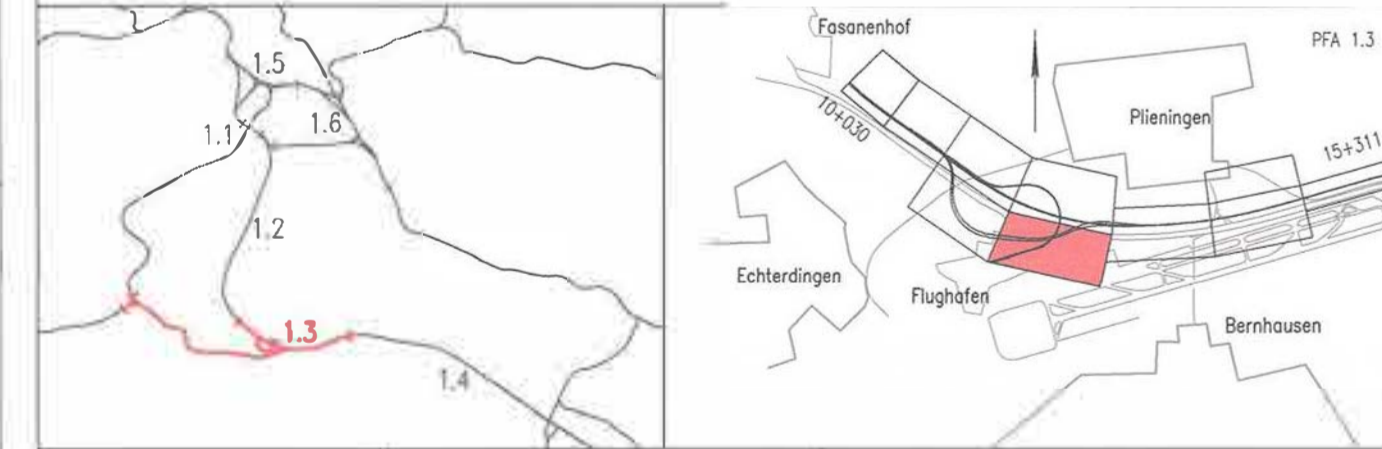 1.5
1.1
1.6
1.2
1.3
1.4
Fasanenhof
PFA 1.3
10+030
Plieningen
15+311
Echterdingen
Flughafen
Bernhausen